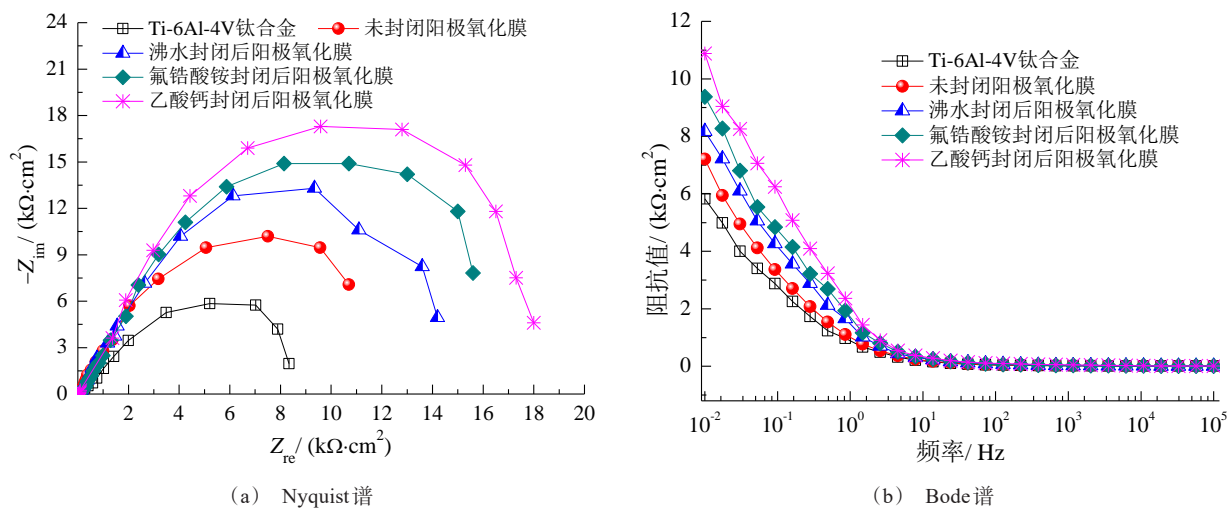 24
21
18
15
12
9
6
3
0
−Z_im/ (kΩ·cm²)
Ti-6Al-4V钛合金 未封闭阳极氧化膜
沸水封闭后阳极氧化膜
氟锆酸铵封闭后阳极氧化膜
乙酸钙封闭后阳极氧化膜
2 4 6 8 10 12 14 16 18 20
Z_re/ (kΩ·cm²)
(a) Nyquist谱
12
10
8
6
4
2
0
阻抗值/ (kΩ·cm²)
Ti-6Al-4V钛合金
未封闭阳极氧化膜
沸水封闭后阳极氧化膜
氟锆酸铵封闭后阳极氧化膜
乙酸钙封闭后阳极氧化膜
10⁻² 10⁻¹ 10⁰ 10¹ 10² 10³ 10⁴ 10⁵
频率/ Hz
(b) Bode谱